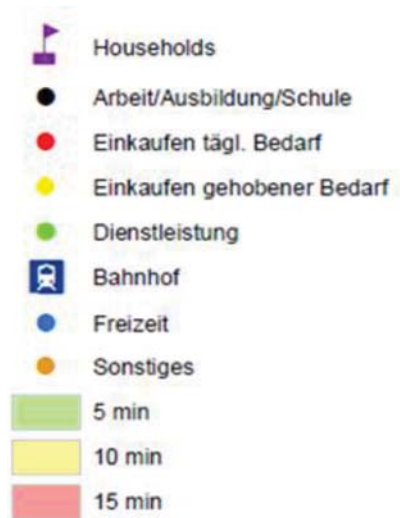 Households
Arbeit/Ausbildung/Schule
Einkaufen tägl. Bedarf
Einkaufen gehobener Bedarf
Dienstleistung
Bahnhof
Freizeit
Sonstiges
5 min
10 min
15 min